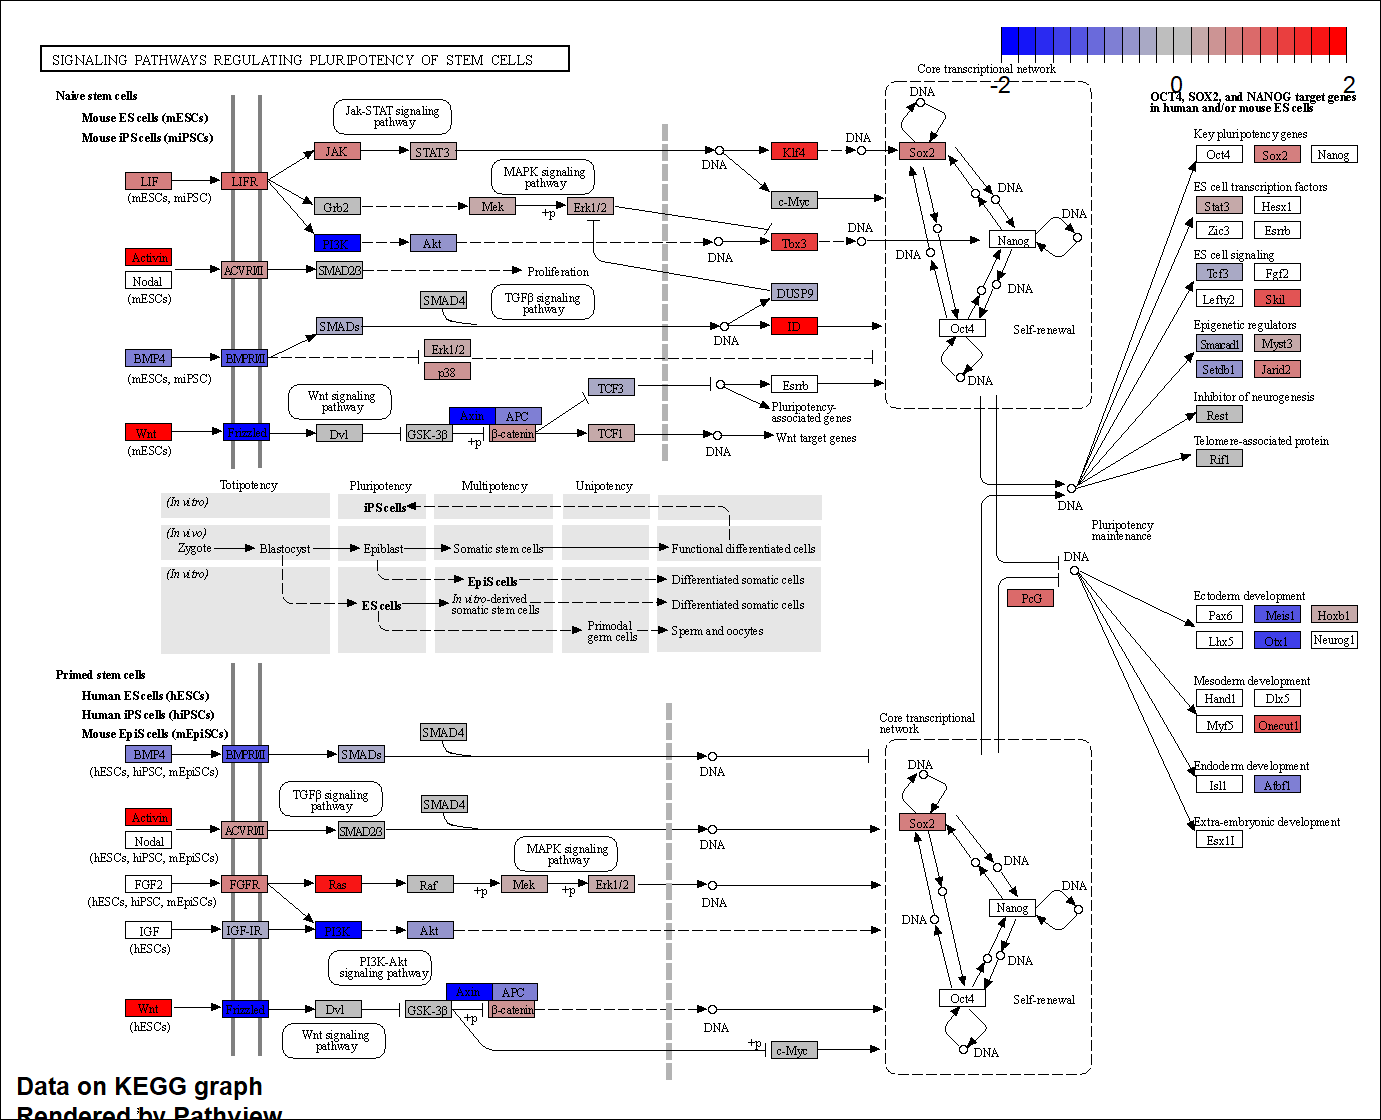 SIGNALING PATHWAYS REGULATING PLURIPOTENCY OF STEM CELLS
-2 0 2
Naive stem cells
Mouse ES cells (mESCs)
Mouse iPS cells (miPSCs)
Jak-STAT signaling
pathway
JAK
STAT3
LIF
LIFR
(mESCs, miPSC)
Grb2
MAPK signaling
pathway
Mek
+p
Erk1/2
PI3K
Akt
Activin
Nodal
(mESCs)
ACVRI/II
SMAD2/3
Proliferation
SMAD4
TGFβ signaling
pathway
SMADs
BMP4
BMPRI/II
(mESCs, miPSC)
Erk1/2
p38
Wnt signaling
pathway
Wnt
(mESCs)
Frizzled
Dvl
GSK-3β
Axin
APC
+p
β-catenin
TCF3
TCF1
DNA
Klf4
DNA
c-Myc
Tbx3
DNA
DNA
DUSP9
ID
DNA
Esrrb
Pluripotency-
associated genes
Wnt target genes
DNA
Core transcriptional network
DNA
Sox2
DNA
DNA
Nanog
DNA
DNA
Oct4
Self-renewal
DNA
OCT4, SOX2, and NANOG target genes
in human and/or mouse ES cells
Key pluripotency genes
Oct4 Sox2 Nanog
ES cell transcription factors
Stat3 Hesx1
Zic3 Esrrb
ES cell signaling
Tcf3 Fgf2
Lefty2 Skil
Epigenetic regulators
Smarcad1 Myst3
Setdb1 Jarid2
Inhibitor of neurogenesis
Rest
Telomere-associated protein
Rif1
DNA
Pluripotency
maintenance
DNA
PcG
Ectoderm development
Pax6 Meis1 Hoxb1
Lhx5 Otx1 Neurog1
Mesoderm development
Hand1 Dlx5
Myf5 Onecut1
Endoderm development
Isl1 Atbf1
Extra-embryonic development
Esx1l
Totipotency Pluripotency Multipotency Unipotency
(In vitro)
iPS cells
(In vivo)
Zygote Blastocyst Epiblast Somatic stem cells Functional differentiated cells
(In vitro)
EpiS cells Differentiated somatic cells
ES cells In vitro-derived
somatic stem cells Differentiated somatic cells
Primodal
germ cells Sperm and oocytes
Primed stem cells
Human ES cells (hESCs)
Human iPS cells (hiPSCs)
Mouse EpiS cells (mEpiSCs)
BMP4
BMPRI/II
SMADs
SMAD4
(hESCs, hiPSC, mEpiSCs)
DNA
TGFβ signaling
pathway
Activin
Nodal
(hESCs, hiPSC, mEpiSCs)
ACVRI/II
SMAD2/3
SMAD4
DNA
MAPK signaling
pathway
FGF2
(hESCs, hiPSC, mEpiSCs)
FGFR
Ras
Raf
+p
Mek
+p
Erk1/2
DNA
IGF
(hESC)
IGF-IR
PI3K
Akt
PI3K-Akt
signaling pathway
Wnt
(hESCs)
Frizzled
Dvl
GSK-3β
Axin
APC
+p
β-catenin
DNA
Wnt signaling
pathway
+p
c-Myc
Core transcriptional
network
DNA
Sox2
DNA
DNA
Nanog
DNA
DNA
Oct4
Self-renewal
DNA
Data on KEGG graph
Rendered by Pathview